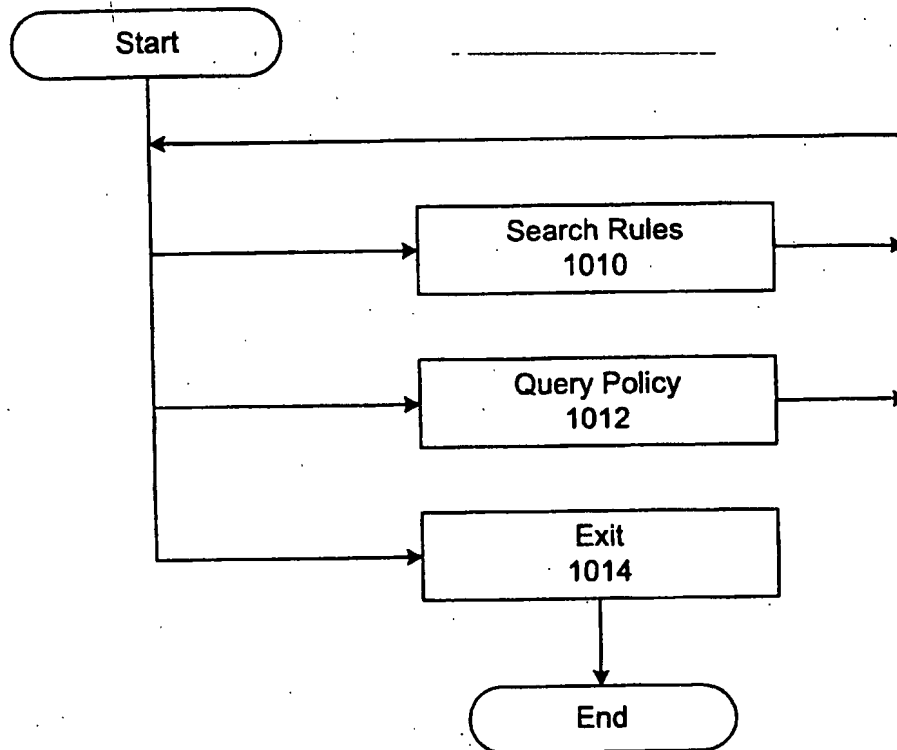 Start
Search Rules
1010
Query Policy
1012
Exit
1014
End